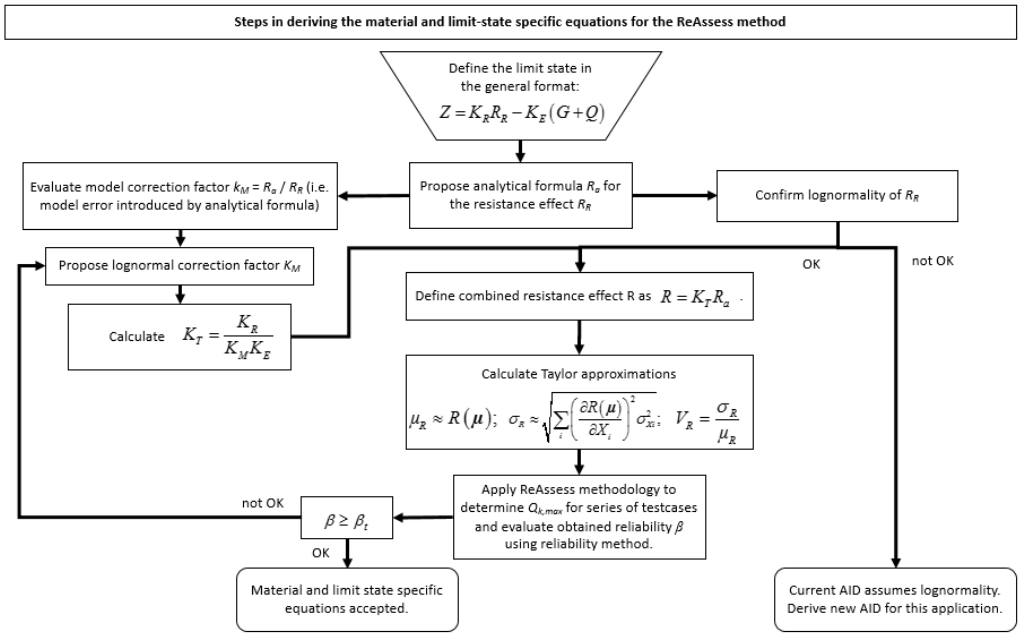 Steps in deriving the material and limit-state specific equations for the ReAssess method
Define the limit state in
the general format:
Z = K_R R_R − K_E (G + Q)
Evaluate model correction factor k_M = R_a / R_R (i.e.
model error introduced by analytical formula)
Propose analytical formula R_a for
the resistance effect R_R
Confirm lognormality of R_R
Propose lognormal correction factor K_M
OK
not OK
Define combined resistance effect R as R = K_T R_a .
Calculate K_T = K_R / K_M K_E
Calculate Taylor approximations
μ_R ≈ R(μ); σ_R ≈ √(∑_i (∂R(μ) / ∂X_i)² σ²_Xi); V_R = σ_R / μ_R
Apply ReAssess methodology to
determine Q_k,max for series of testcases
and evaluate obtained reliability β
using reliability method.
not OK
β ≥ β_t
OK
Material and limit state specific
equations accepted.
Current AID assumes lognormality.
Derive new AID for this application.